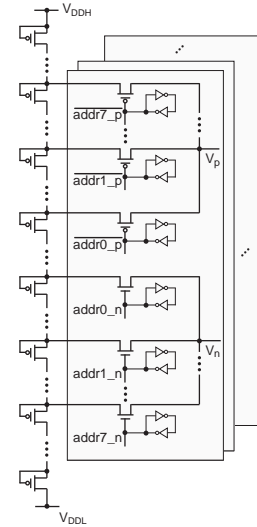 V_DDH
addr7_p
addr1_p
V_p
addr0_p
addr0_n
addr1_n
V_n
addr7_n
V_DDL